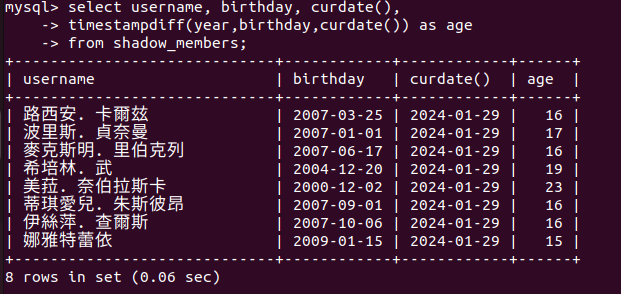 mysql> select username, birthday, curdate(),
    -> timestampdiff(year,birthday,curdate()) as age
    -> from shadow_members;
+----------------------------+------------+------------+------+
| username | birthday | curdate() | age |
+----------------------------+------------+------------+------+
| 路西安. 卡爾茲 | 2007-03-25 | 2024-01-29 | 16 |
| 波里斯. 貞奈曼 | 2007-01-01 | 2024-01-29 | 17 |
| 麥克斯明. 里伯克列 | 2007-06-17 | 2024-01-29 | 16 |
| 希培林. 武 | 2004-12-20 | 2024-01-29 | 19 |
| 美菈. 奈伯拉斯卡 | 2000-12-02 | 2024-01-29 | 23 |
| 蒂琪愛兒. 朱斯彼昂 | 2007-09-01 | 2024-01-29 | 16 |
| 伊絲萍. 查爾斯 | 2007-10-06 | 2024-01-29 | 16 |
| 娜雅特蕾依 | 2009-01-15 | 2024-01-29 | 15 |
+----------------------------+------------+------------+------+
8 rows in set (0.06 sec)